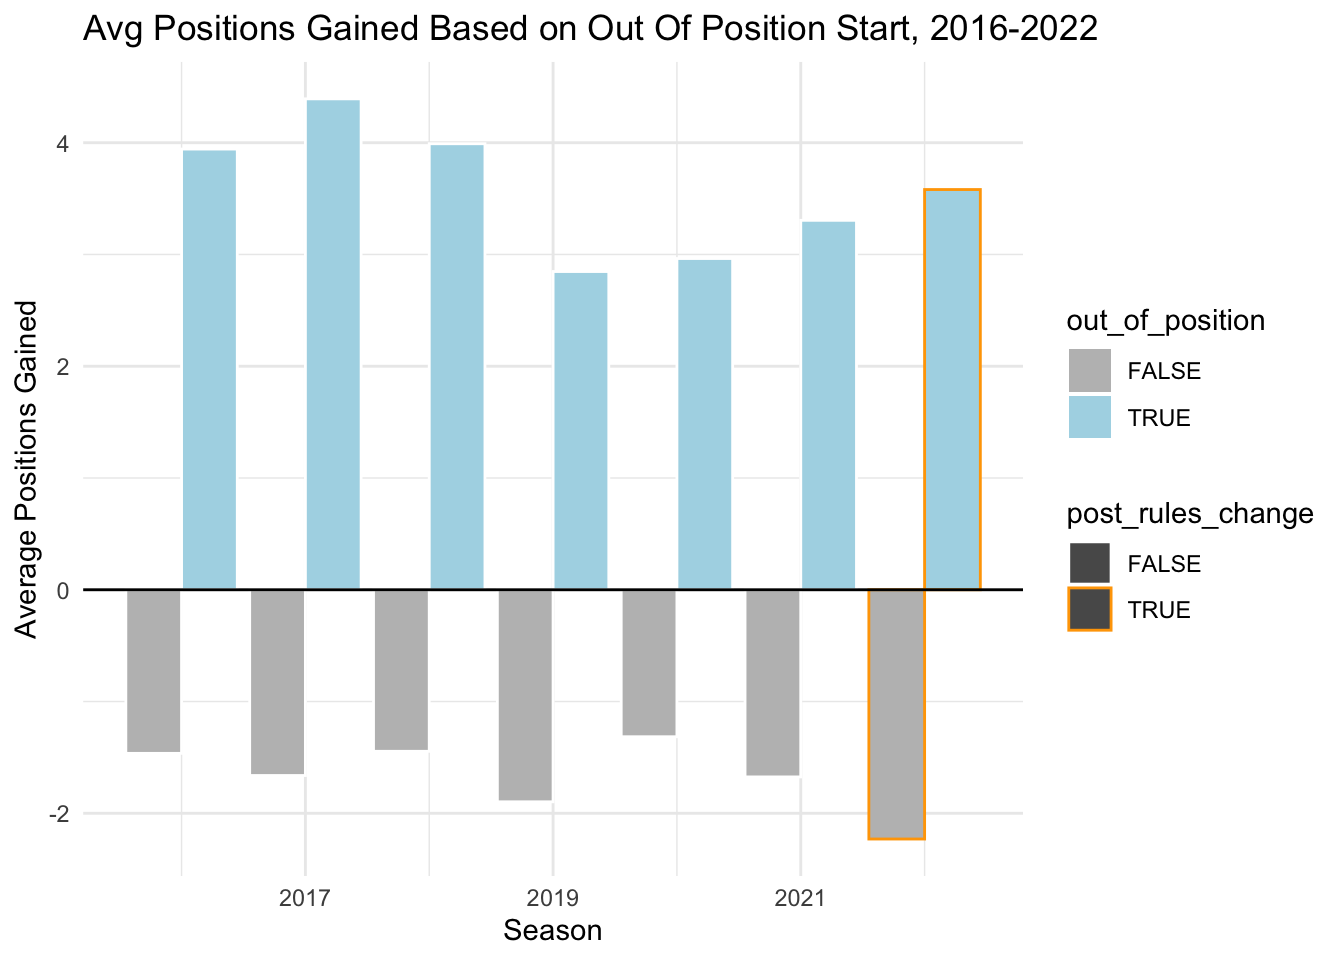 Avg Positions Gained Based on Out Of Position Start, 2016-2022
Average Positions Gained
4
2
0
-2
2017
2019
2021
Season
out_of_position
FALSE
TRUE
post_rules_change
FALSE
TRUE